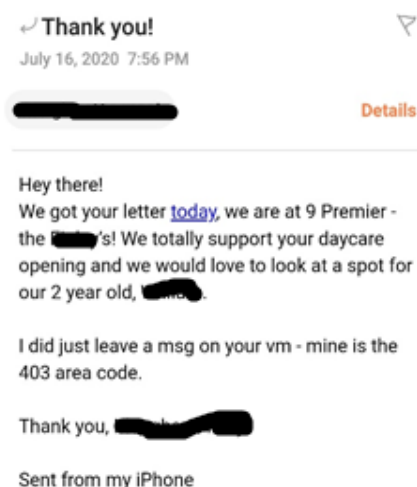 Thank you!
July 16, 2020 7:56 PM
Details
Hey there!
We got your letter today, we are at 9 Premier -
the 's! We totally support your daycare
opening and we would love to look at a spot for
our 2 year old, .
I did just leave a msg on your vm - mine is the
403 area code.
Thank you,
Sent from my iPhone